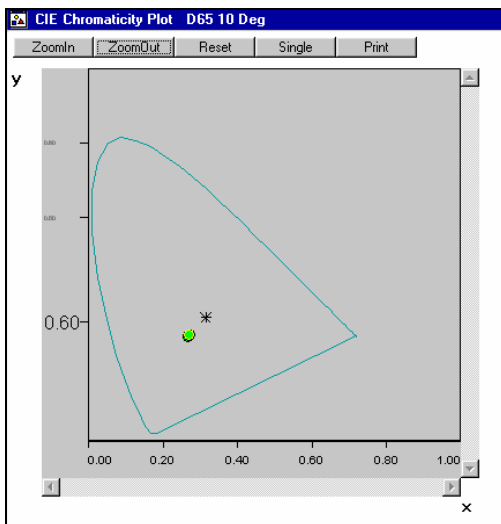 CIE Chromaticity Plot D65 10 Deg
ZoomIn ZoomOut Reset Single Print
y
0.60
0.00 0.20 0.40 0.60 0.80 1.00
x